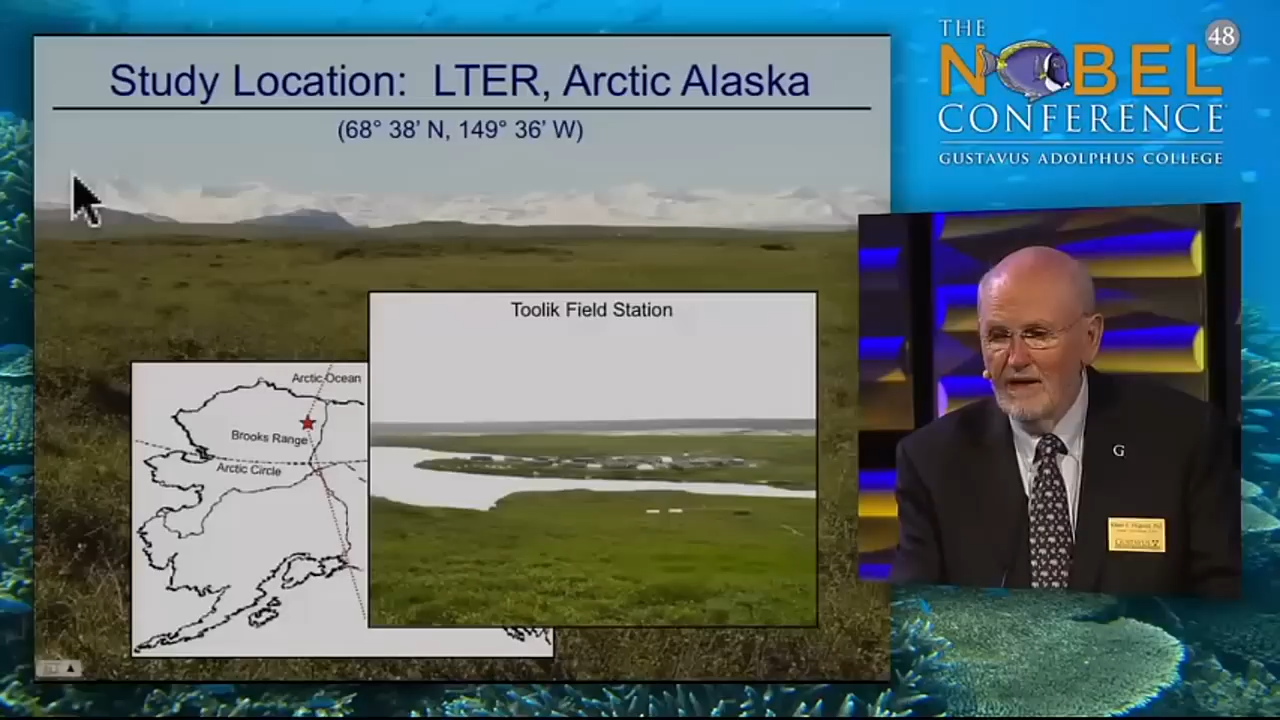 Study Location: LTER, Arctic Alaska
(68° 38' N, 149° 36' W)
Toolik Field Station
Arctic Ocean
Brooks Range
Arctic Circle
THE
NOBEL
48
CONFERENCE
GUSTAVUS ADOLPHUS COLLEGE
G
GUSTAVUS